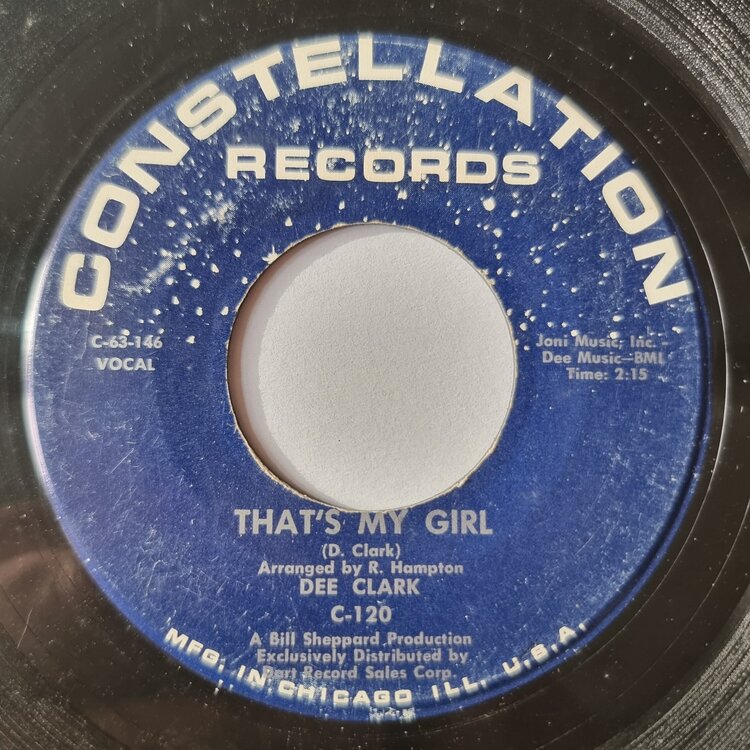 CONSTELLATION
RECORDS
C-63-146
VOCAL
Joni Music, Inc. -
Dee Music-BMI
Time: 2:15
THAT'S MY GIRL
(D. Clark)
Arranged by R. Hampton
DEE CLARK
C-120
A Bill Sheppard Production
Exclusively Distributed by
Record Sales Corp.
MFG. IN CHICAGO ILL. U.S.A.